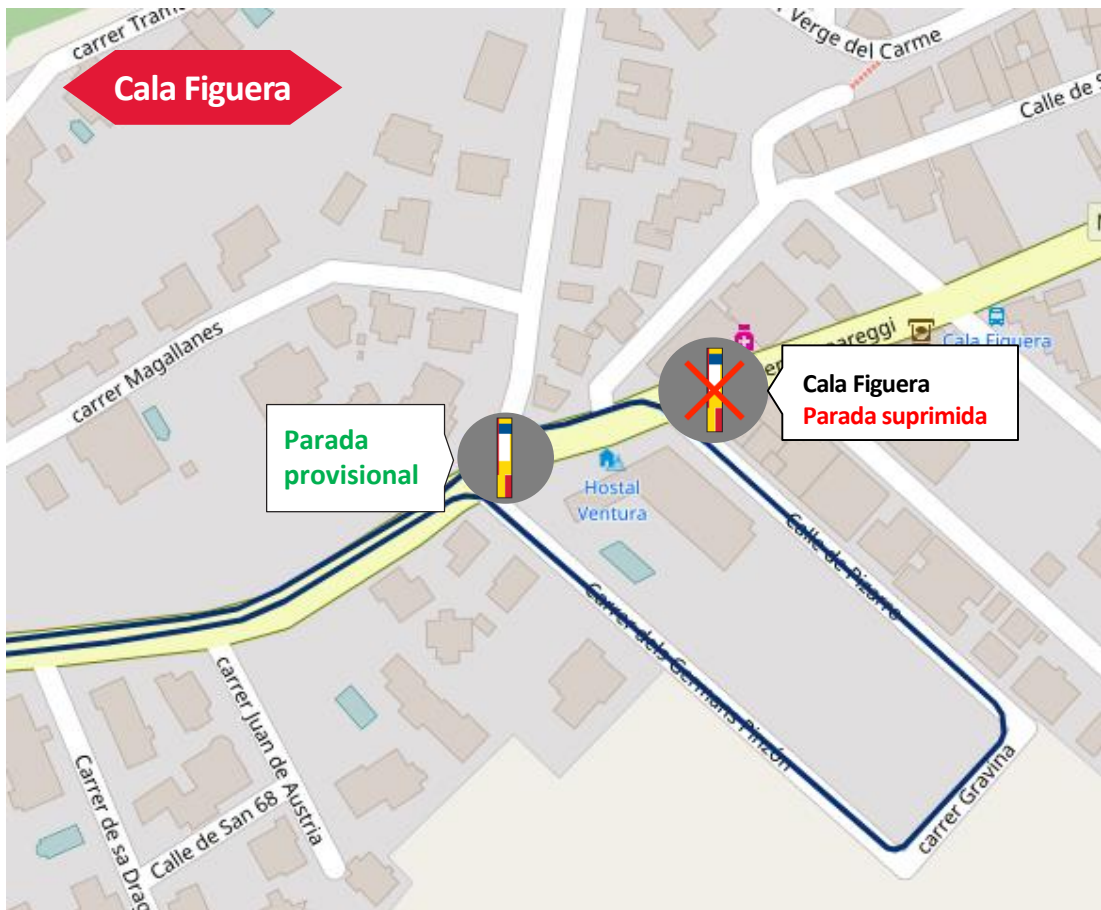 carrer Tram
Cala Figuera
Verge del Carme
Calle de S
carrer Magallanes
areggi
Cala Figuera
Cala Figuera
Parada suprimida
Parada
provisional
Hostal
Ventura
Calle de Pizarro
Carrer dels Germans Pinzón
carrer Gravina
carrer Juan de Austria
Calle de San 68
Carrer de sa Drag